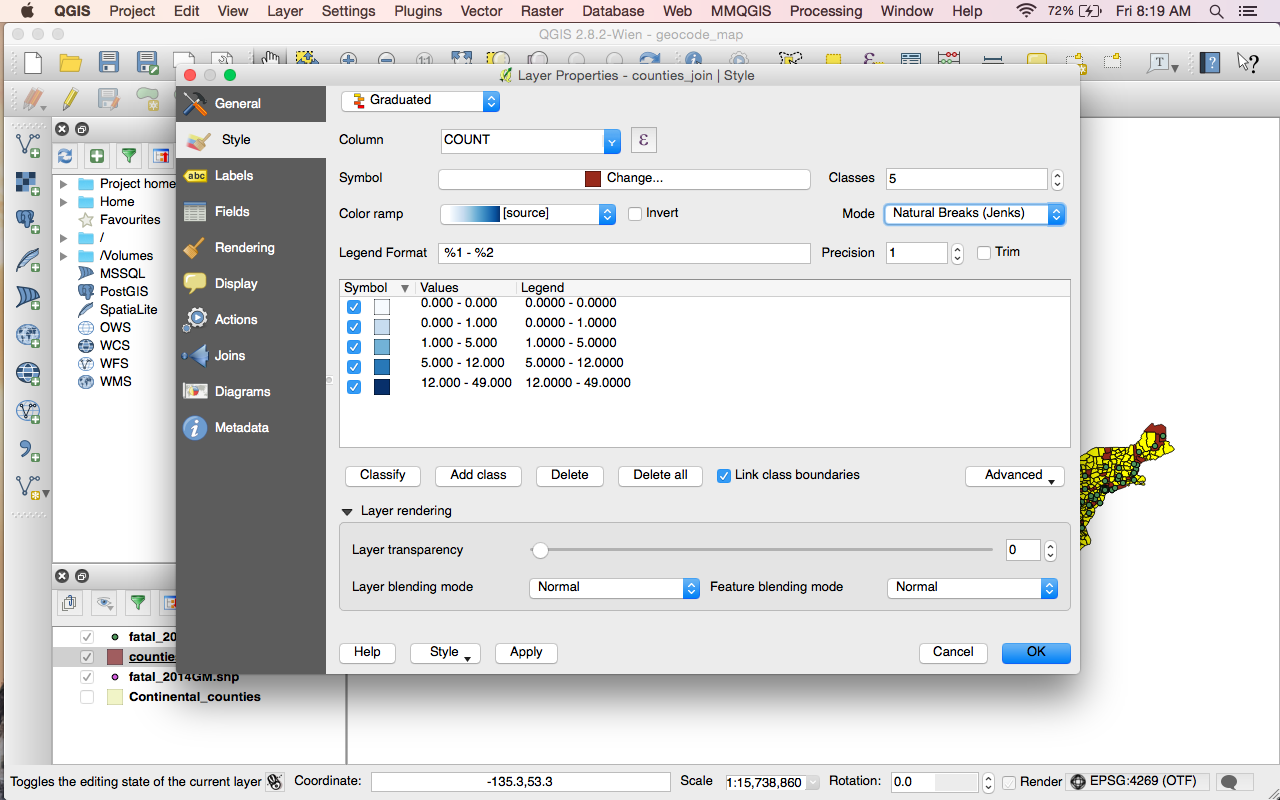 QGIS Project Edit View Layer Settings Plugins Vector Raster Database Web MMQGIS Processing Window Help 72% Fri 8:19 AM
QGIS 2.8.2-Wien - geocode_map
Layer Properties - counties_join | Style
General
Style
Labels
Fields
Rendering
Display
Actions
Joins
Diagrams
Metadata
Graduated
Column COUNT ε
Symbol Change... Classes 5
Color ramp [source] Invert Mode Natural Breaks (Jenks)
Legend Format %1 - %2 Precision 1 Trim
Symbol Values Legend
0.000 - 0.000 0.0000 - 0.0000
0.000 - 1.000 0.0000 - 1.0000
1.000 - 5.000 1.0000 - 5.0000
5.000 - 12.000 5.0000 - 12.0000
12.000 - 49.000 12.0000 - 49.0000
Classify Add class Delete Delete all Link class boundaries Advanced
Layer rendering
Layer transparency 0
Layer blending mode Normal Feature blending mode Normal
Help Style Apply Cancel OK
Project home
Home
Favourites
/
/Volumes
MSSQL
PostGIS
SpatiaLite
OWS
WCS
WFS
WMS
fatal_20
counties
fatal_2014GM.shp
Continental_counties
Toggles the editing state of the current layer Coordinate: -135.3,53.3 Scale 1:15,738,860 Rotation: 0.0 Render EPSG:4269 (OTF)